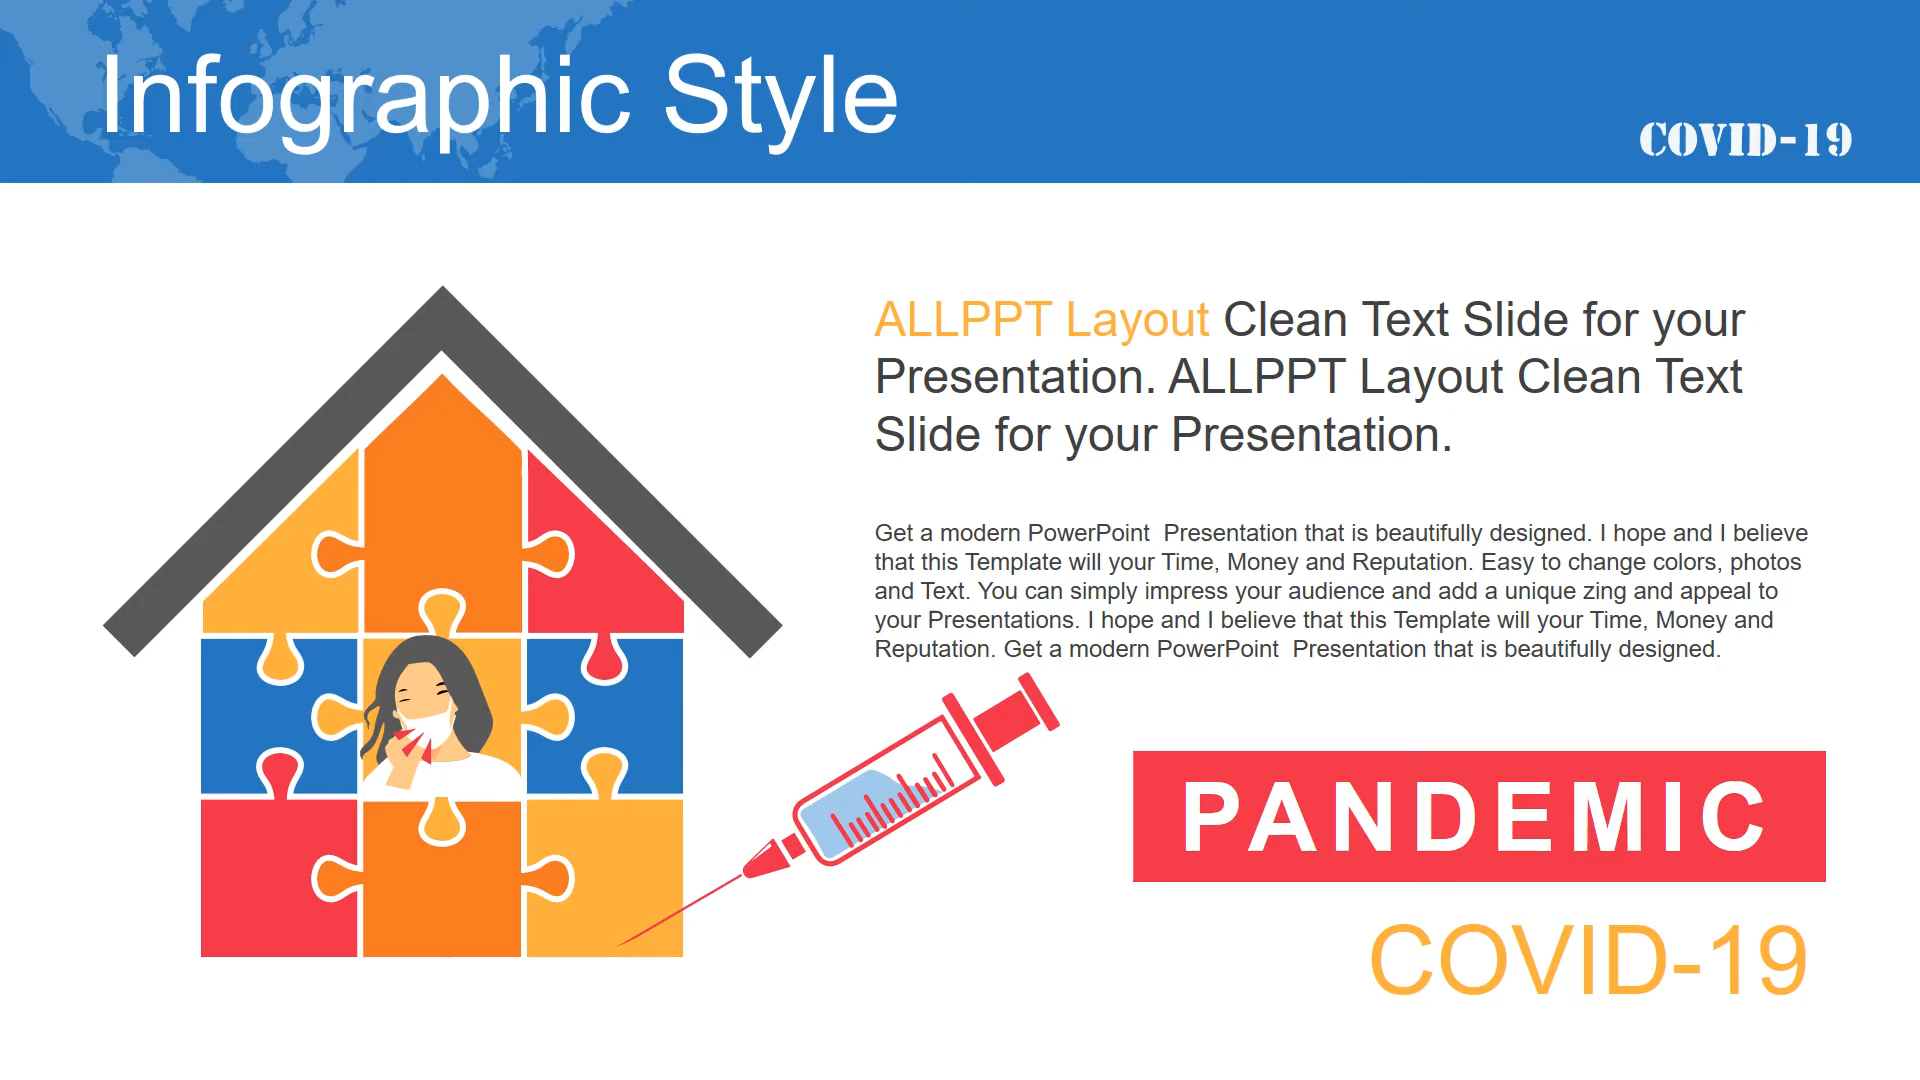 Infographic Style
COVID-19
ALLPPT Layout Clean Text Slide for your
Presentation. ALLPPT Layout Clean Text
Slide for your Presentation.
Get a modern PowerPoint  Presentation that is beautifully designed. I hope and I believe
that this Template will your Time, Money and Reputation. Easy to change colors, photos
and Text. You can simply impress your audience and add a unique zing and appeal to
your Presentations. I hope and I believe that this Template will your Time, Money and
Reputation. Get a modern PowerPoint  Presentation that is beautifully designed.
PANDEMIC
COVID-19